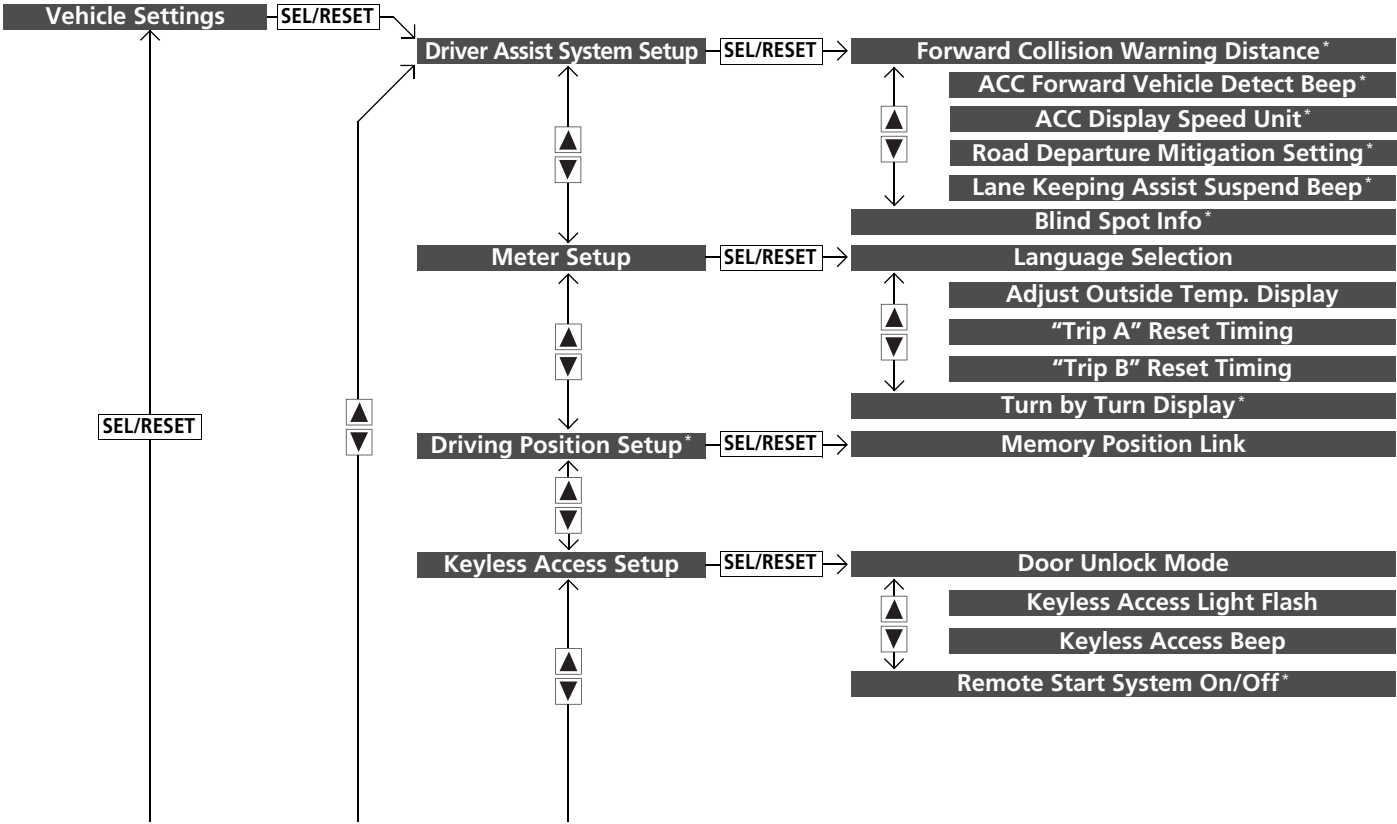 Vehicle Settings SEL/RESET
Driver Assist System Setup SEL/RESET Forward Collision Warning Distance*
ACC Forward Vehicle Detect Beep*
ACC Display Speed Unit*
Road Departure Mitigation Setting*
Lane Keeping Assist Suspend Beep*
Blind Spot Info*
Meter Setup SEL/RESET Language Selection
Adjust Outside Temp. Display
“Trip A” Reset Timing
“Trip B” Reset Timing
Turn by Turn Display*
SEL/RESET
Driving Position Setup* SEL/RESET Memory Position Link
Keyless Access Setup SEL/RESET Door Unlock Mode
Keyless Access Light Flash
Keyless Access Beep
Remote Start System On/Off*